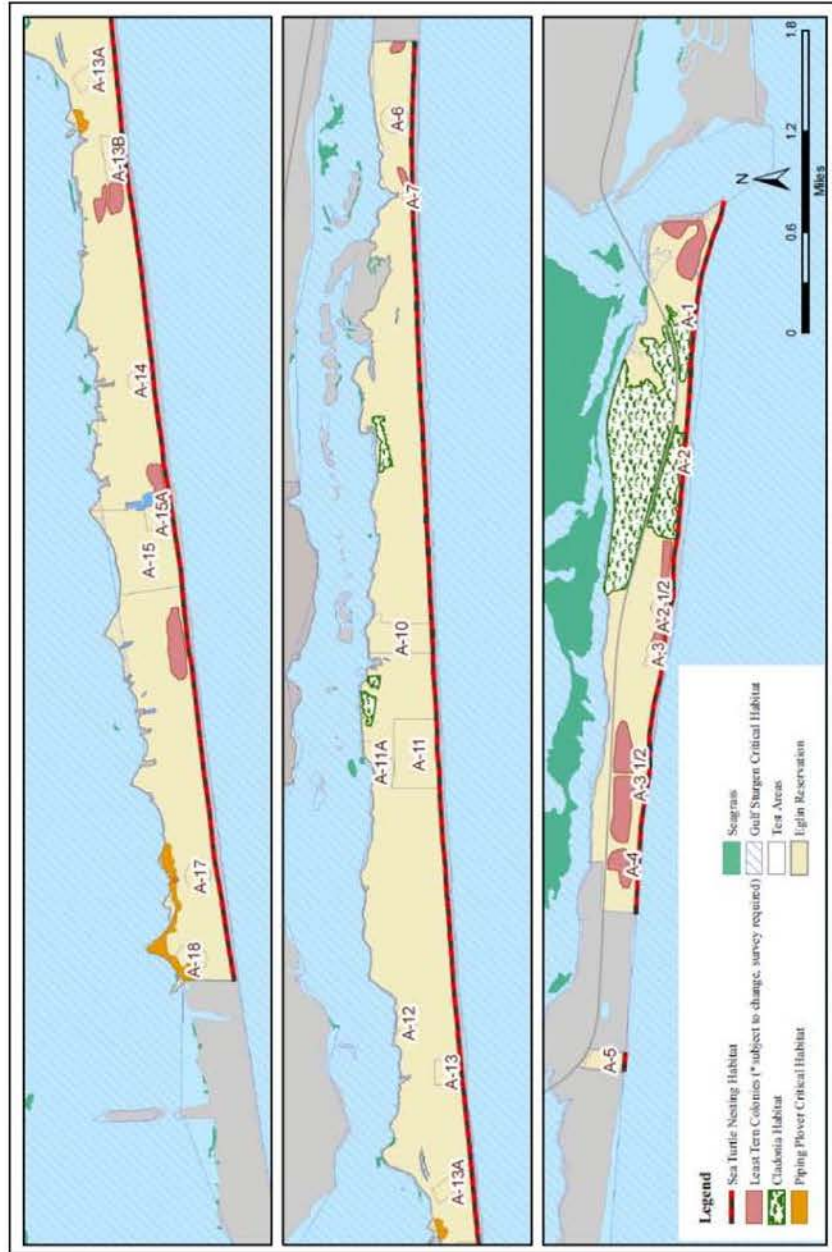 A-18
A-17
A-15
A-15A
A-14
A-13B
A-13A
A-13A
A-13
A-12
A-11A
A-11
A-10
A-7
A-6
A-5
A-4
A-3 1/2
A-3
A-2 1/2
A-2
A-1
N
0
0.6
1.2
1.8
Miles
Legend
Sea Turtle Nesting Habitat
Least Tern Colonies (* subject to change, survey required)
Cladonia Habitat
Piping Plover Critical Habitat
Seagrass
Gulf Sturgen Critical Habitat
Test Areas
Eglin Reservation